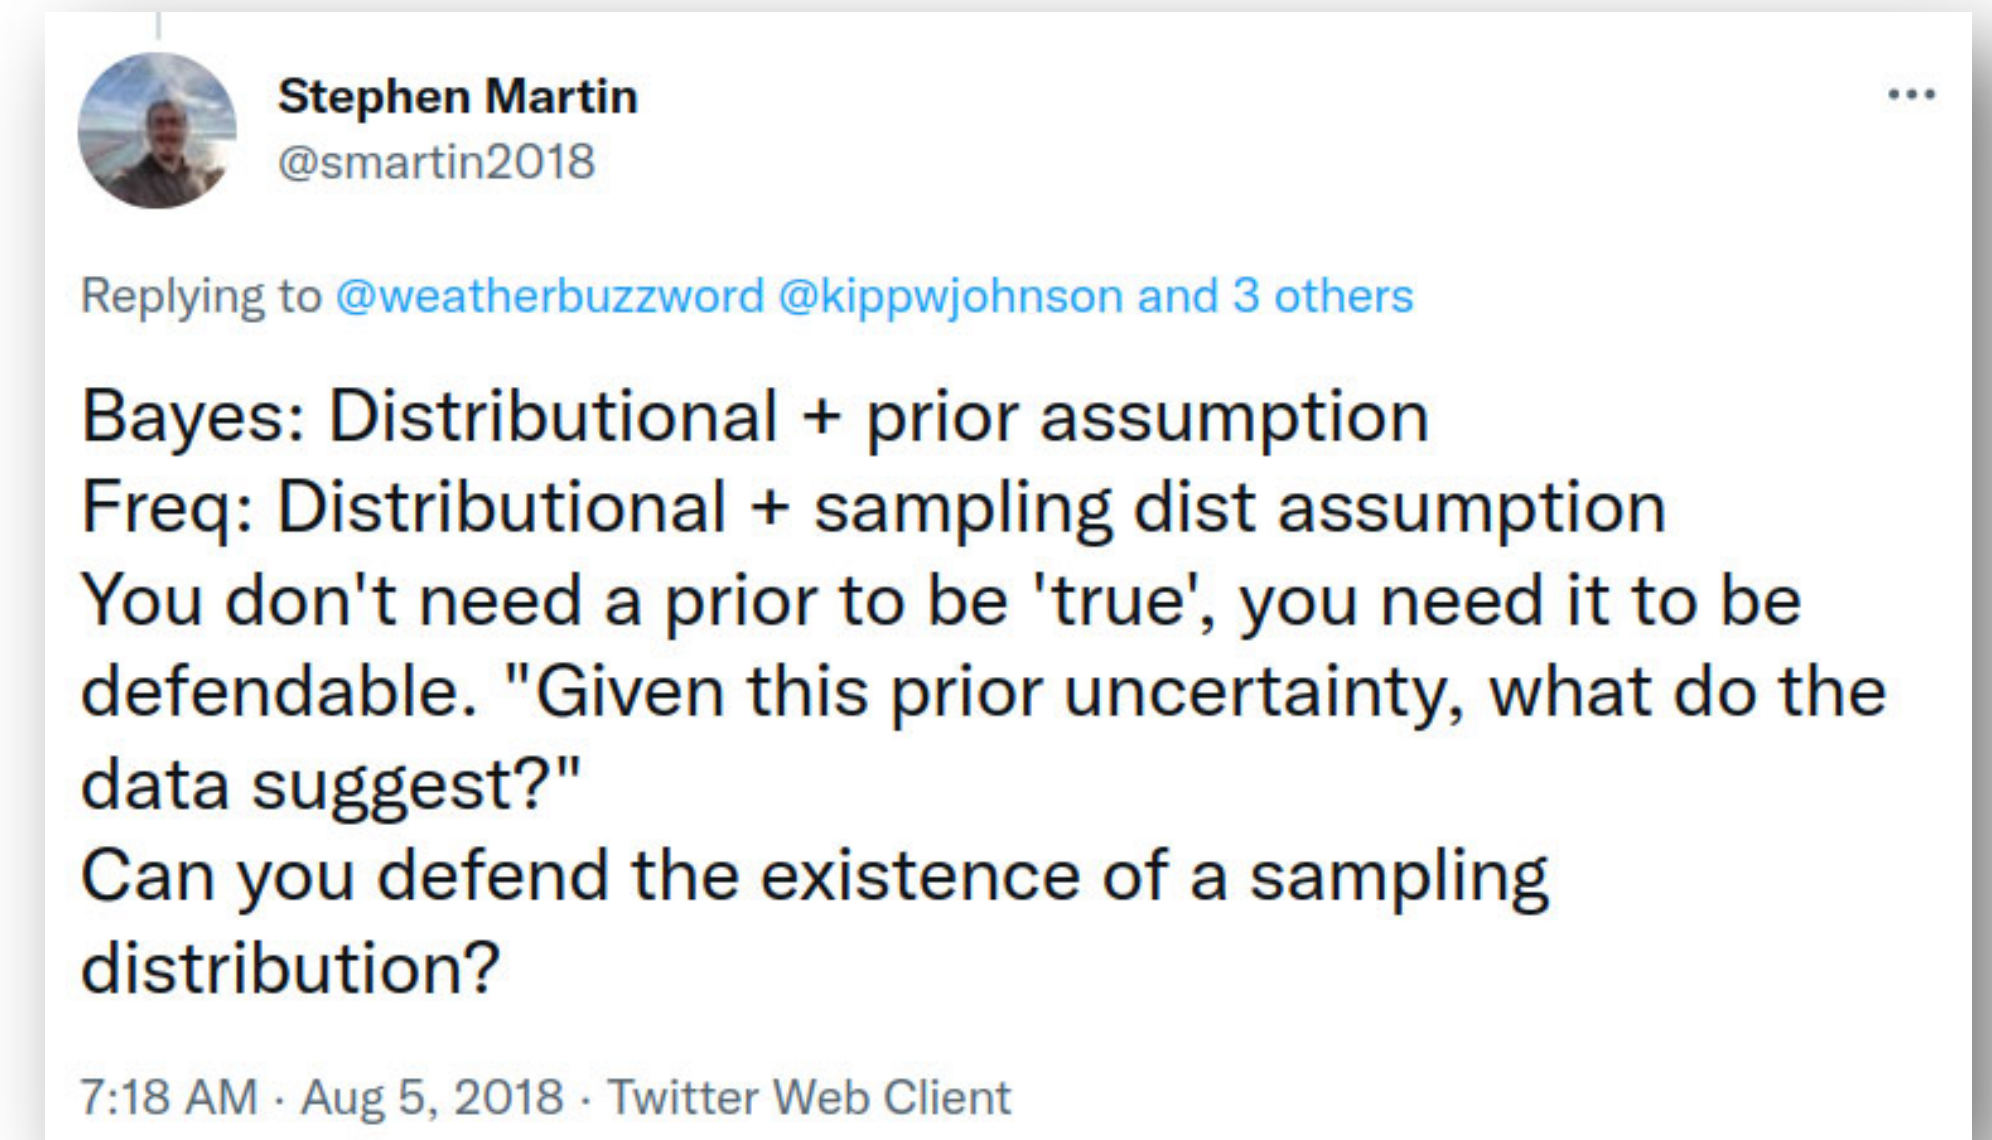 Stephen Martin
@smartin2018
Replying to @weatherbuzzword @kippwjohnson and 3 others
Bayes: Distributional + prior assumption
Freq: Distributional + sampling dist assumption
You don't need a prior to be 'true', you need it to be
defendable. "Given this prior uncertainty, what do the
data suggest?"
Can you defend the existence of a sampling
distribution?
7:18 AM · Aug 5, 2018 · Twitter Web Client